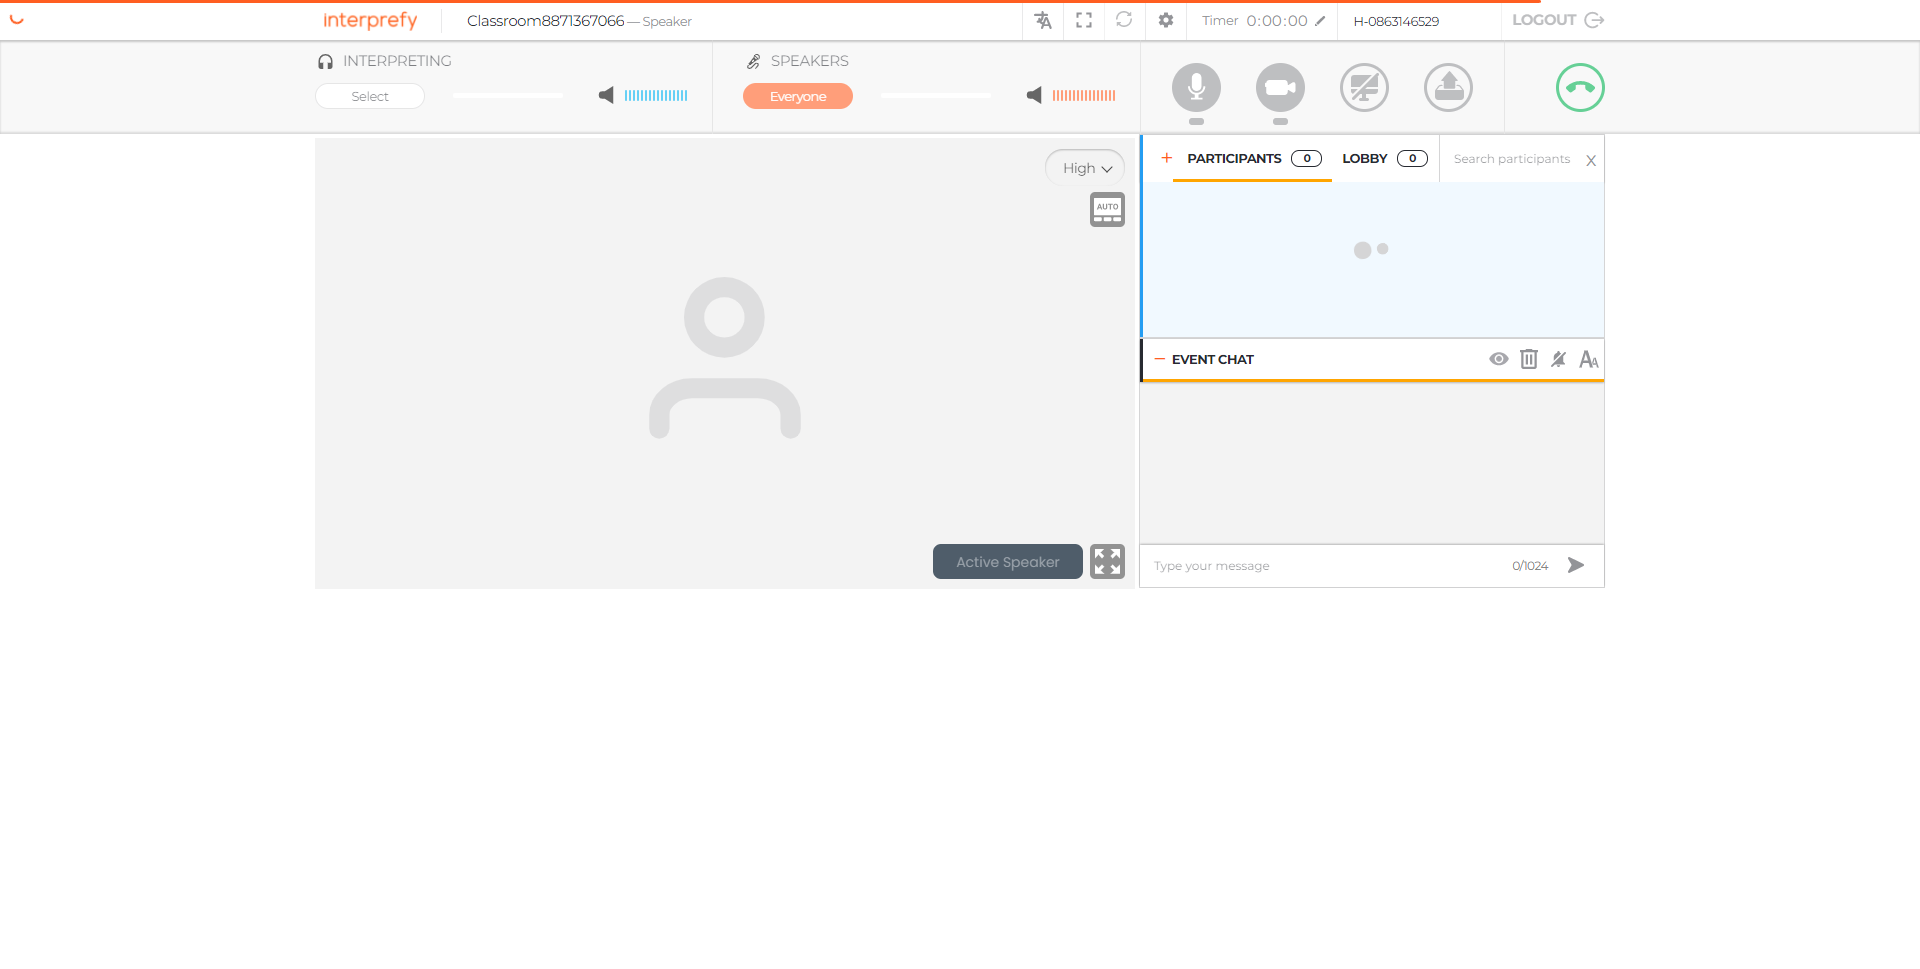 interprefy
Classroom8871367066 — Speaker
Timer 0:00:00
H-0863146529
LOGOUT
INTERPRETING
Select
SPEAKERS
Everyone
High
AUTO
Active Speaker
+ PARTICIPANTS 0 LOBBY 0
Search participants X
− EVENT CHAT
AA
Type your message 0/1024